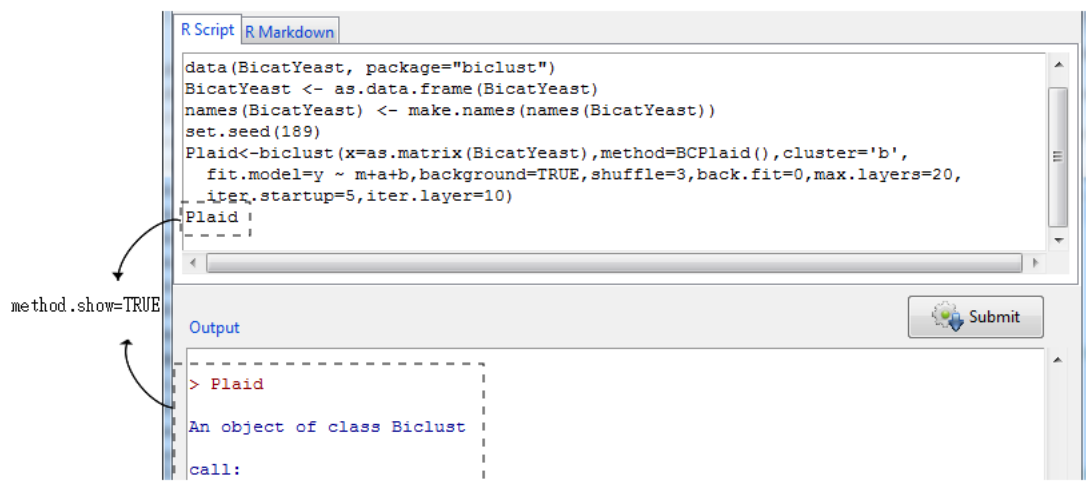 R Script R Markdown
data(BicatYeast, package="biclust")
BicatYeast <- as.data.frame(BicatYeast)
names(BicatYeast) <- make.names(names(BicatYeast))
set.seed(189)
Plaid<-biclust(x=as.matrix(BicatYeast),method=BCPlaid(),cluster='b',
  fit.model=y ~ m+a+b,background=TRUE,shuffle=3,back.fit=0,max.layers=20,
  iter.startup=5,iter.layer=10)
Plaid
method.show=TRUE
Submit
Output
> Plaid
An object of class Biclust
call: